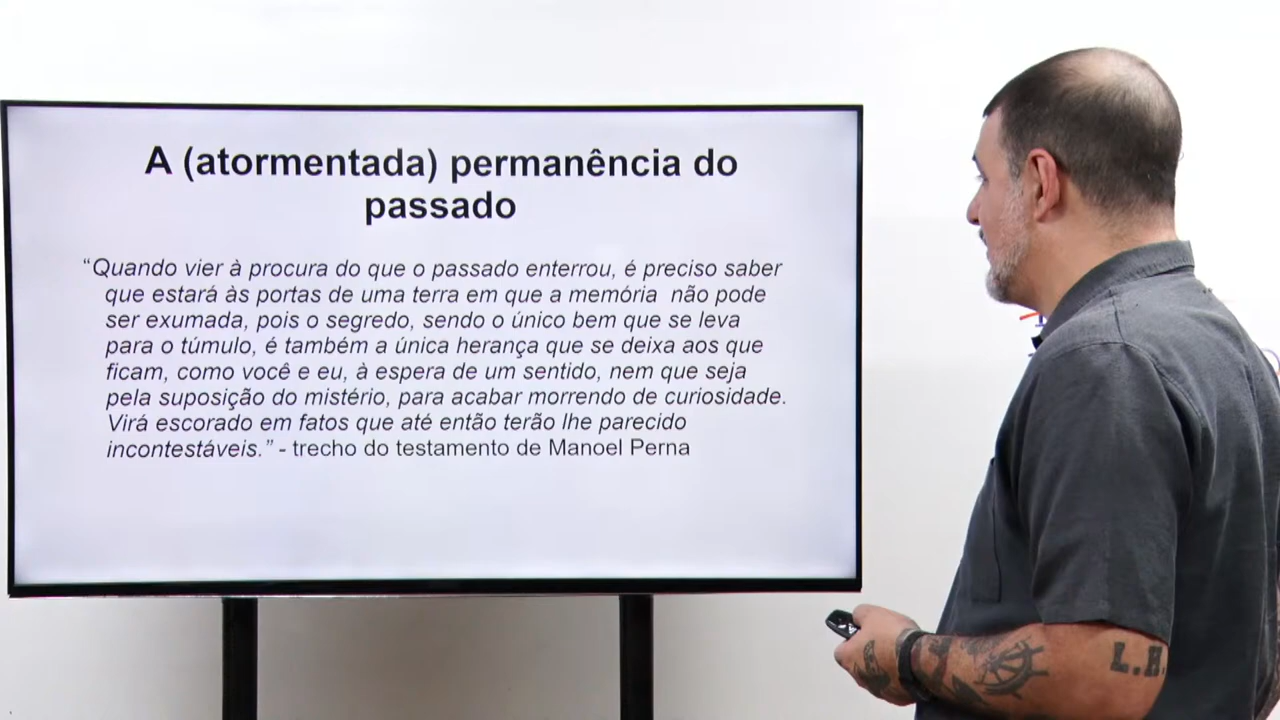 A (atormentada) permanência do
passado
“Quando vier à procura do que o passado enterrou, é preciso saber
que estará às portas de uma terra em que a memória não pode
ser exumada, pois o segredo, sendo o único bem que se leva
para o túmulo, é também a única herança que se deixa aos que
ficam, como você e eu, à espera de um sentido, nem que seja
pela suposição do mistério, para acabar morrendo de curiosidade.
Virá escorado em fatos que até então terão lhe parecido
incontestáveis.” - trecho do testamento de Manoel Perna
L.H.